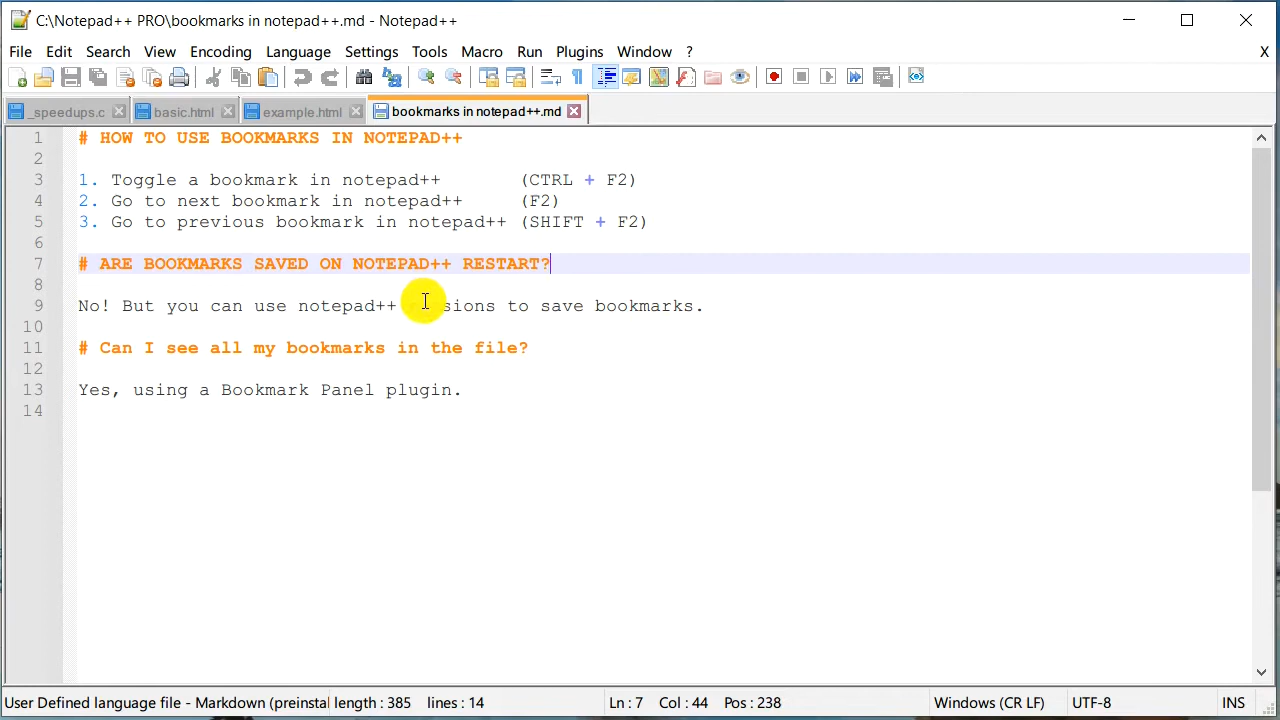 C:\Notepad++ PRO\bookmarks in notepad++.md - Notepad++
File Edit Search View Encoding Language Settings Tools Macro Run Plugins Window ? X
_speedups.c basic.html example.html bookmarks in notepad++.md
1 # HOW TO USE BOOKMARKS IN NOTEPAD++
2
3 1. Toggle a bookmark in notepad++ (CTRL + F2)
4 2. Go to next bookmark in notepad++ (F2)
5 3. Go to previous bookmark in notepad++ (SHIFT + F2)
6
7 # ARE BOOKMARKS SAVED ON NOTEPAD++ RESTART?
8
9 No! But you can use notepad++ to save bookmarks.
10
11 # Can I see all my bookmarks in the file?
12
13 Yes, using a Bookmark Panel plugin.
14
User Defined language file - Markdown (preinstal length : 385 lines : 14 Ln : 7 Col : 44 Pos : 238 Windows (CR LF) UTF-8 INS